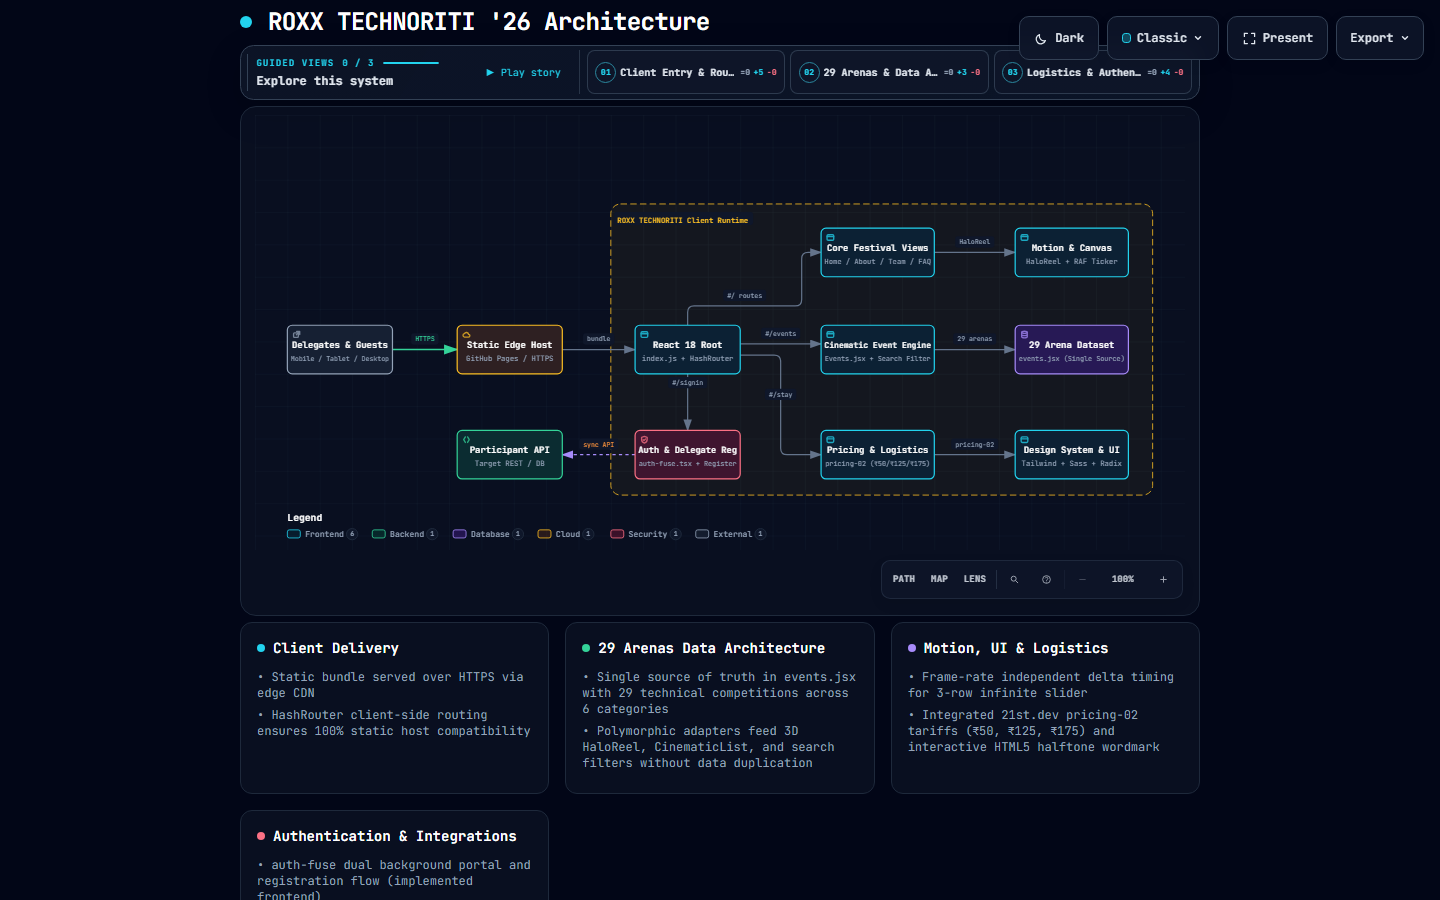 ROXX TECHNORITI '26 Architecture
Dark
Classic
Present
Export
GUIDED VIEWS 0 / 3
Explore this system
▶ Play story
01 Client Entry & Rou… =0 +5 -0
02 29 Arenas & Data A… =0 +3 -0
03 Logistics & Authen… =0 +4 -0
ROXX TECHNORITI Client Runtime
Core Festival Views
Home / About / Team / FAQ
HaloReel
Motion & Canvas
HaloReel + RAF Ticker
#/ routes
Delegates & Guests
Mobile / Tablet / Desktop
HTTPS
Static Edge Host
GitHub Pages / HTTPS
bundle
React 18 Root
index.js + HashRouter
#/events
Cinematic Event Engine
Events.jsx + Search Filter
29 arenas
29 Arena Dataset
events.jsx (Single Source)
#/signin
#/stay
Participant API
Target REST / DB
sync API
Auth & Delegate Reg
auth-fuse.tsx + Register
Pricing & Logistics
pricing-02 (₹50/₹125/₹175)
pricing-02
Design System & UI
Tailwind + Sass + Radix
Legend
Frontend 6
Backend 1
Database 1
Cloud 1
Security 1
External 1
PATH
MAP
LENS
− 100% +
Client Delivery
• Static bundle served over HTTPS via
edge CDN
• HashRouter client-side routing
ensures 100% static host compatibility
29 Arenas Data Architecture
• Single source of truth in events.jsx
with 29 technical competitions across
6 categories
• Polymorphic adapters feed 3D
HaloReel, CinematicList, and search
filters without data duplication
Motion, UI & Logistics
• Frame-rate independent delta timing
for 3-row infinite slider
• Integrated 21st.dev pricing-02
tariffs (₹50, ₹125, ₹175) and
interactive HTML5 halftone wordmark
Authentication & Integrations
• auth-fuse dual background portal and
registration flow (implemented
frontend)